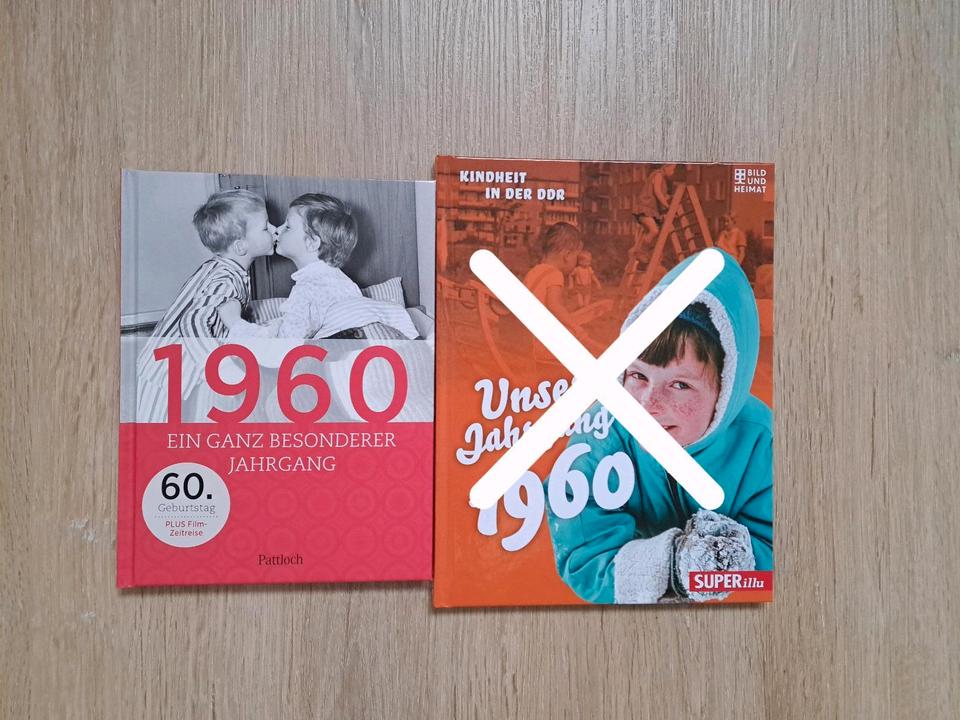 1960
EIN GANZ BESONDERER
JAHRGANG
60.
Geburtstag
PLUS Film-
Zeitreise
Pattloch
KINDHEIT
IN DER DDR
BILD
UND
HEIMAT
1960
SUPERillu